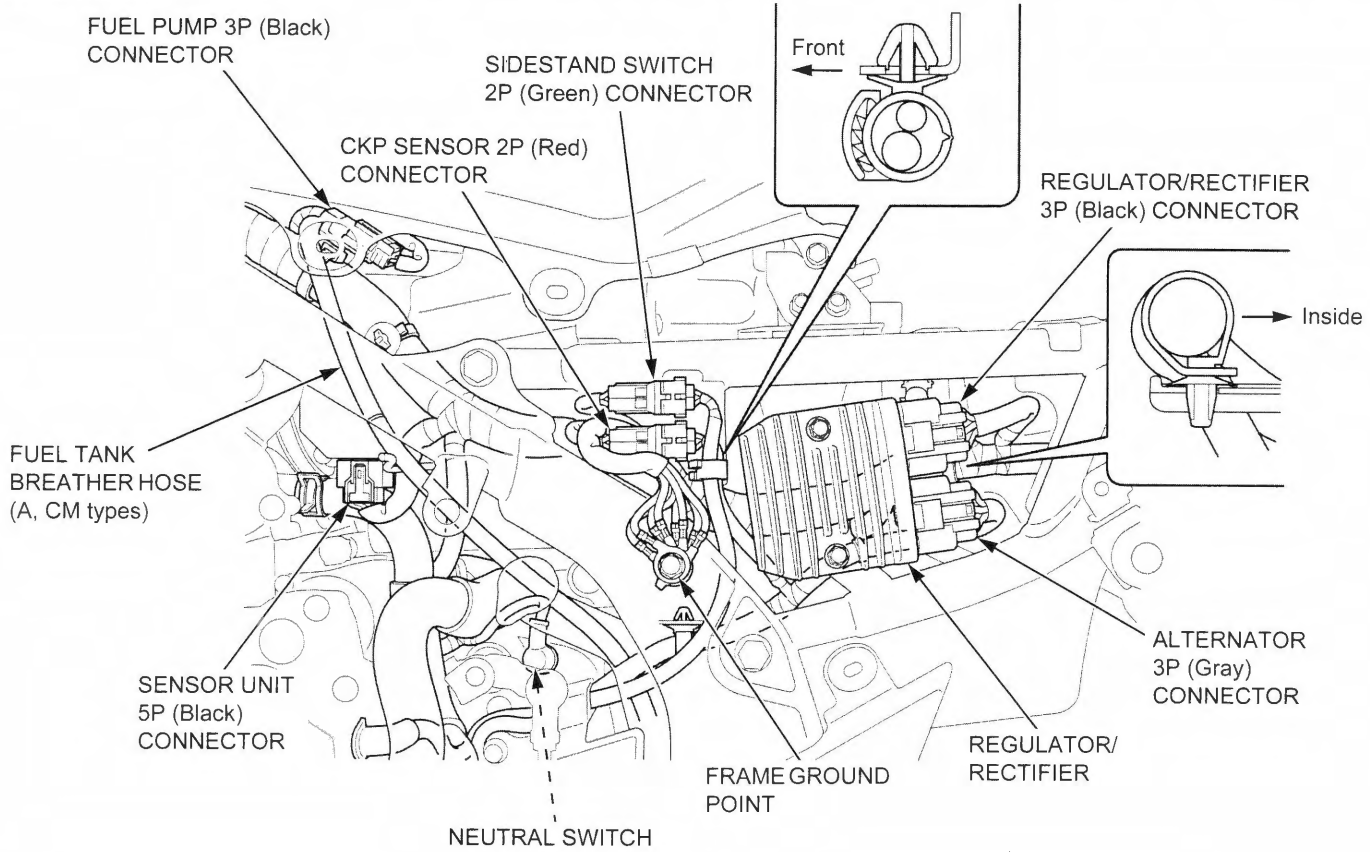 FUEL PUMP 3P (Black)
CONNECTOR
SIDESTAND SWITCH
2P (Green) CONNECTOR
CKP SENSOR 2P (Red)
CONNECTOR
Front
REGULATOR/RECTIFIER
3P (Black) CONNECTOR
Inside
FUEL TANK
BREATHER HOSE
(A, CM types)
SENSOR UNIT
5P (Black)
CONNECTOR
NEUTRAL SWITCH
FRAME GROUND
POINT
REGULATOR/
RECTIFIER
ALTERNATOR
3P (Gray)
CONNECTOR